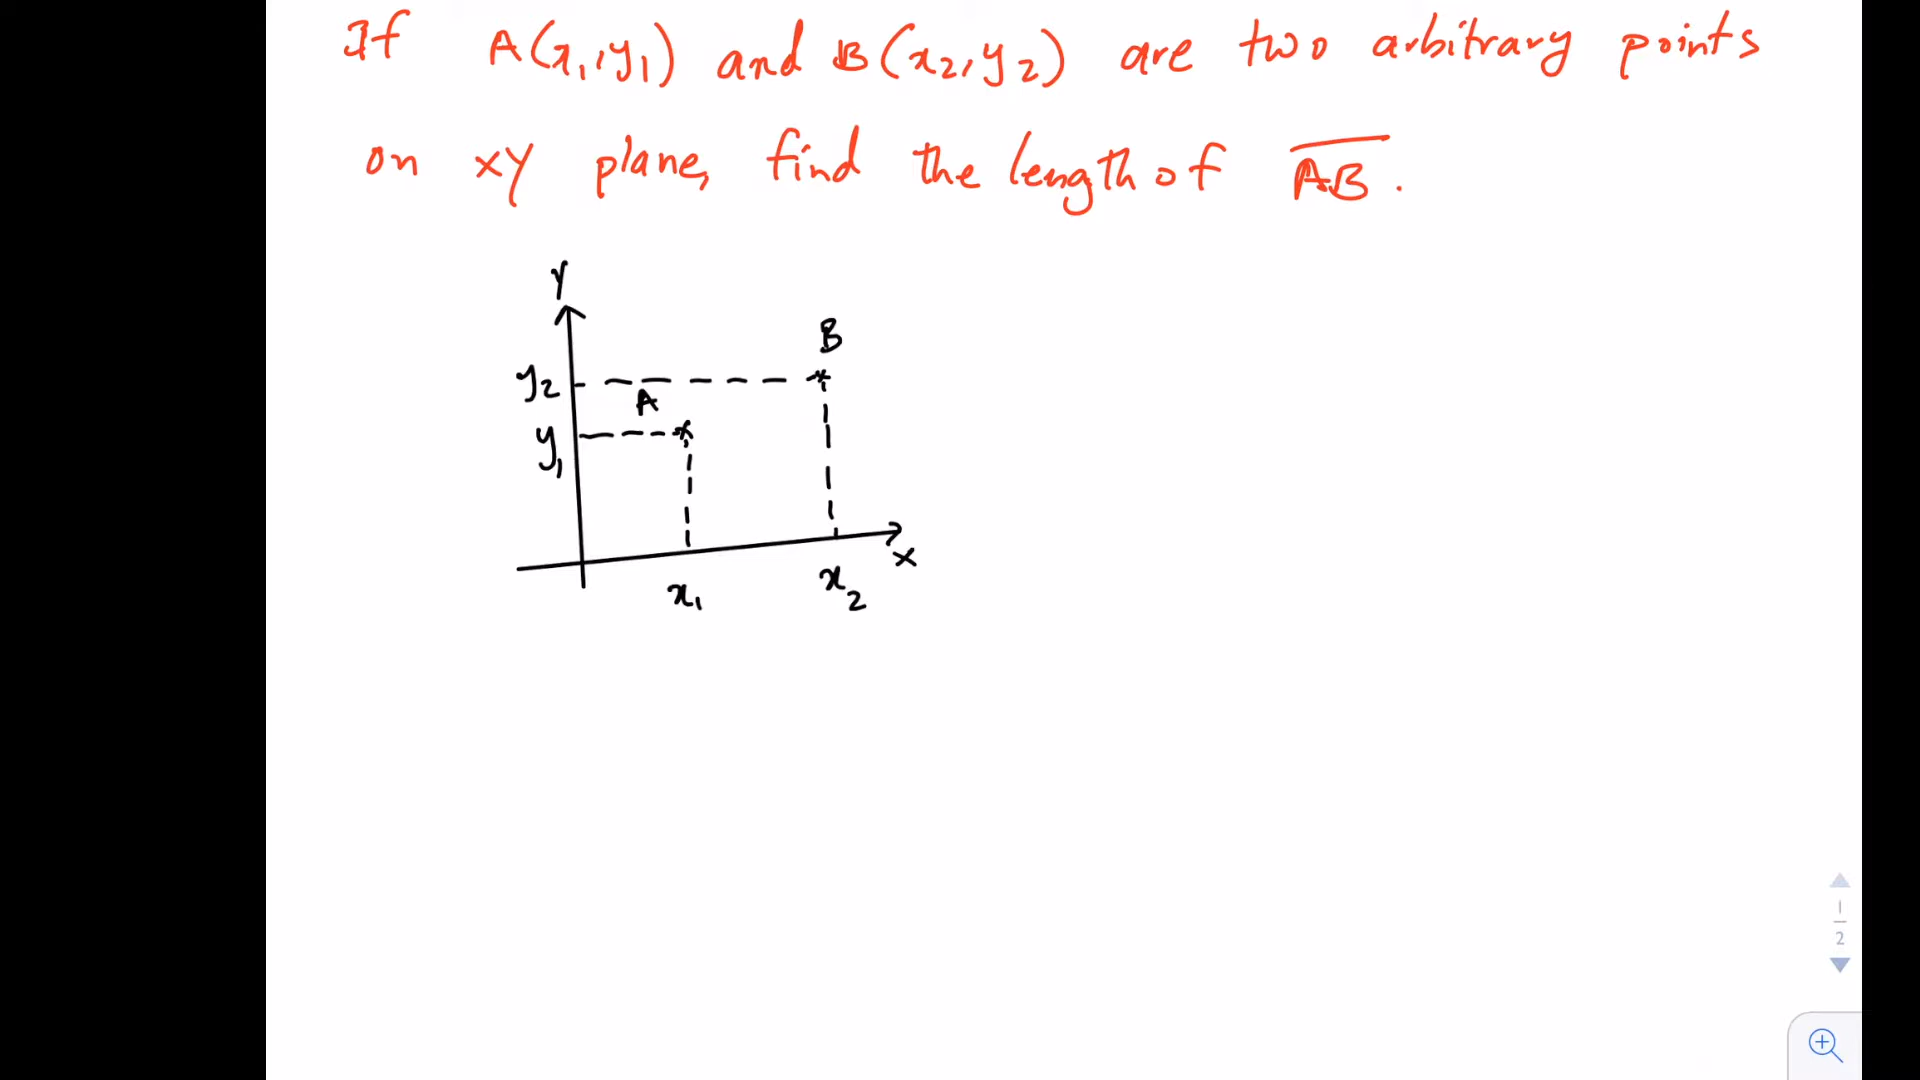 If A(x₁,y₁) and B(x₂,y₂) are two arbitrary points
on XY plane, find the length of A̅B̅.
Y
B
y₂
A
y₁
X
x₁
x₂
1
2